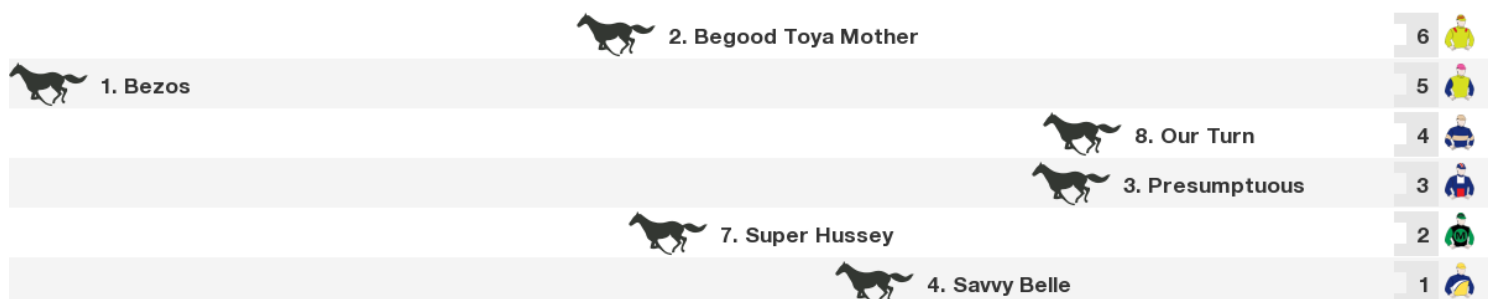 2. Begood Toya Mother 6
1. Bezos 5
8. Our Turn 4
3. Presumptuous 3
7. Super Hussey 2
M
4. Savvy Belle 1